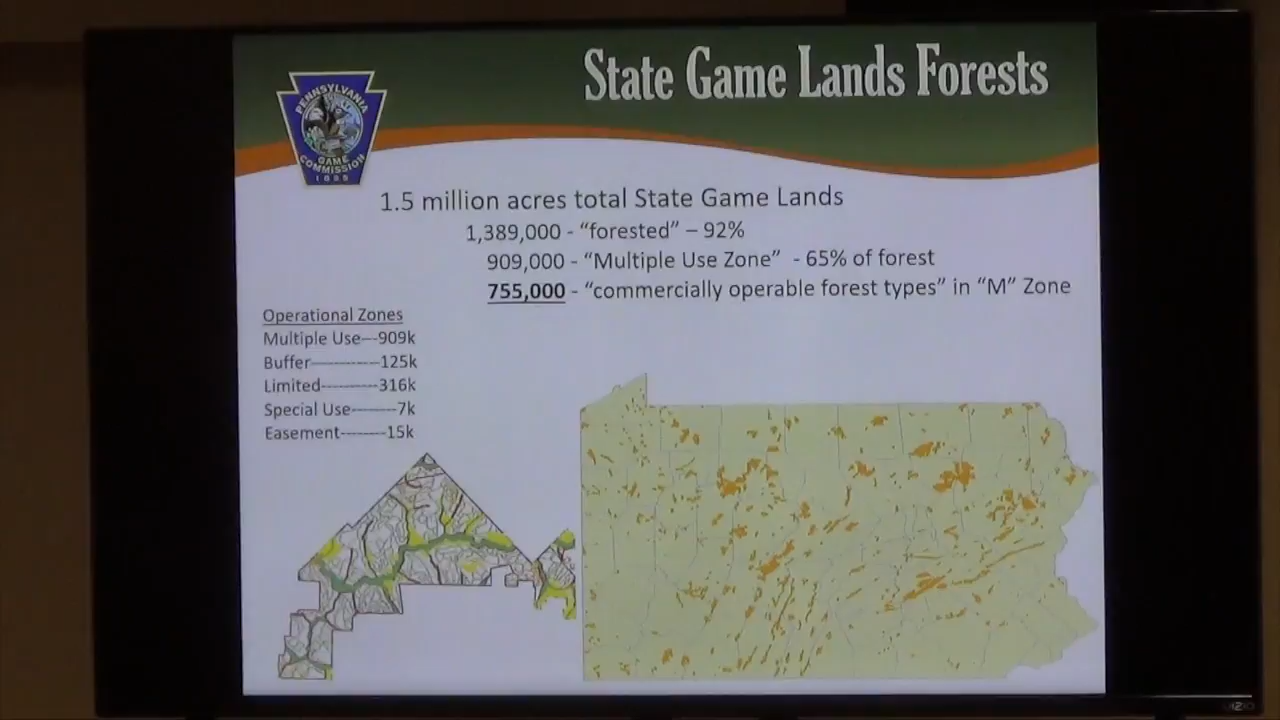 State Game Lands Forests
PENNSYLVANIA
GAME
COMMISSION
1895
1.5 million acres total State Game Lands
1,389,000 - “forested” – 92%
909,000 - “Multiple Use Zone” - 65% of forest
755,000 - “commercially operable forest types” in “M” Zone
Operational Zones
Multiple Use---909k
Buffer--------------125k
Limited-----------316k
Special Use-------7k
Easement--------15k
VIZIO